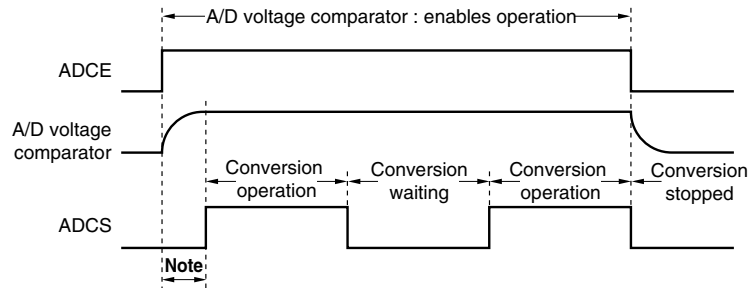 A/D voltage comparator : enables operation
ADCE
A/D voltage
comparator
Conversion
operation
Conversion
waiting
Conversion
operation
Conversion
stopped
ADCS
Note